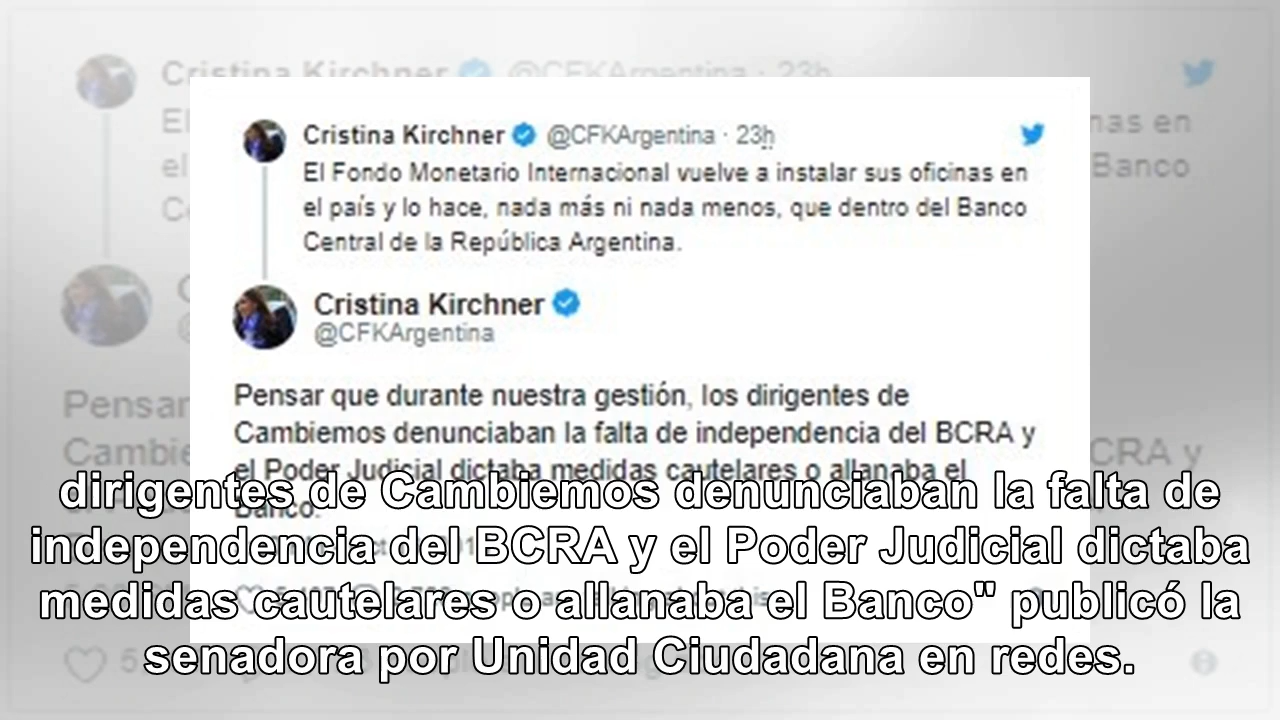 Cristina Kirchner @CFKArgentina · 23h
El Fondo Monetario Internacional vuelve a instalar sus oficinas en
el país y lo hace, nada más ni nada menos, que dentro del Banco
Central de la República Argentina.
Cristina Kirchner
@CFKArgentina
Pensar que durante nuestra gestión, los dirigentes de
Cambiemos denunciaban la falta de independencia del BCRA y
el Poder Judicial dictaba medidas cautelares o allanaba el
Banco.
dirigentes de Cambiemos denunciaban la falta de
independencia del BCRA y el Poder Judicial dictaba
medidas cautelares o allanaba el Banco" publicó la
senadora por Unidad Ciudadana en redes.